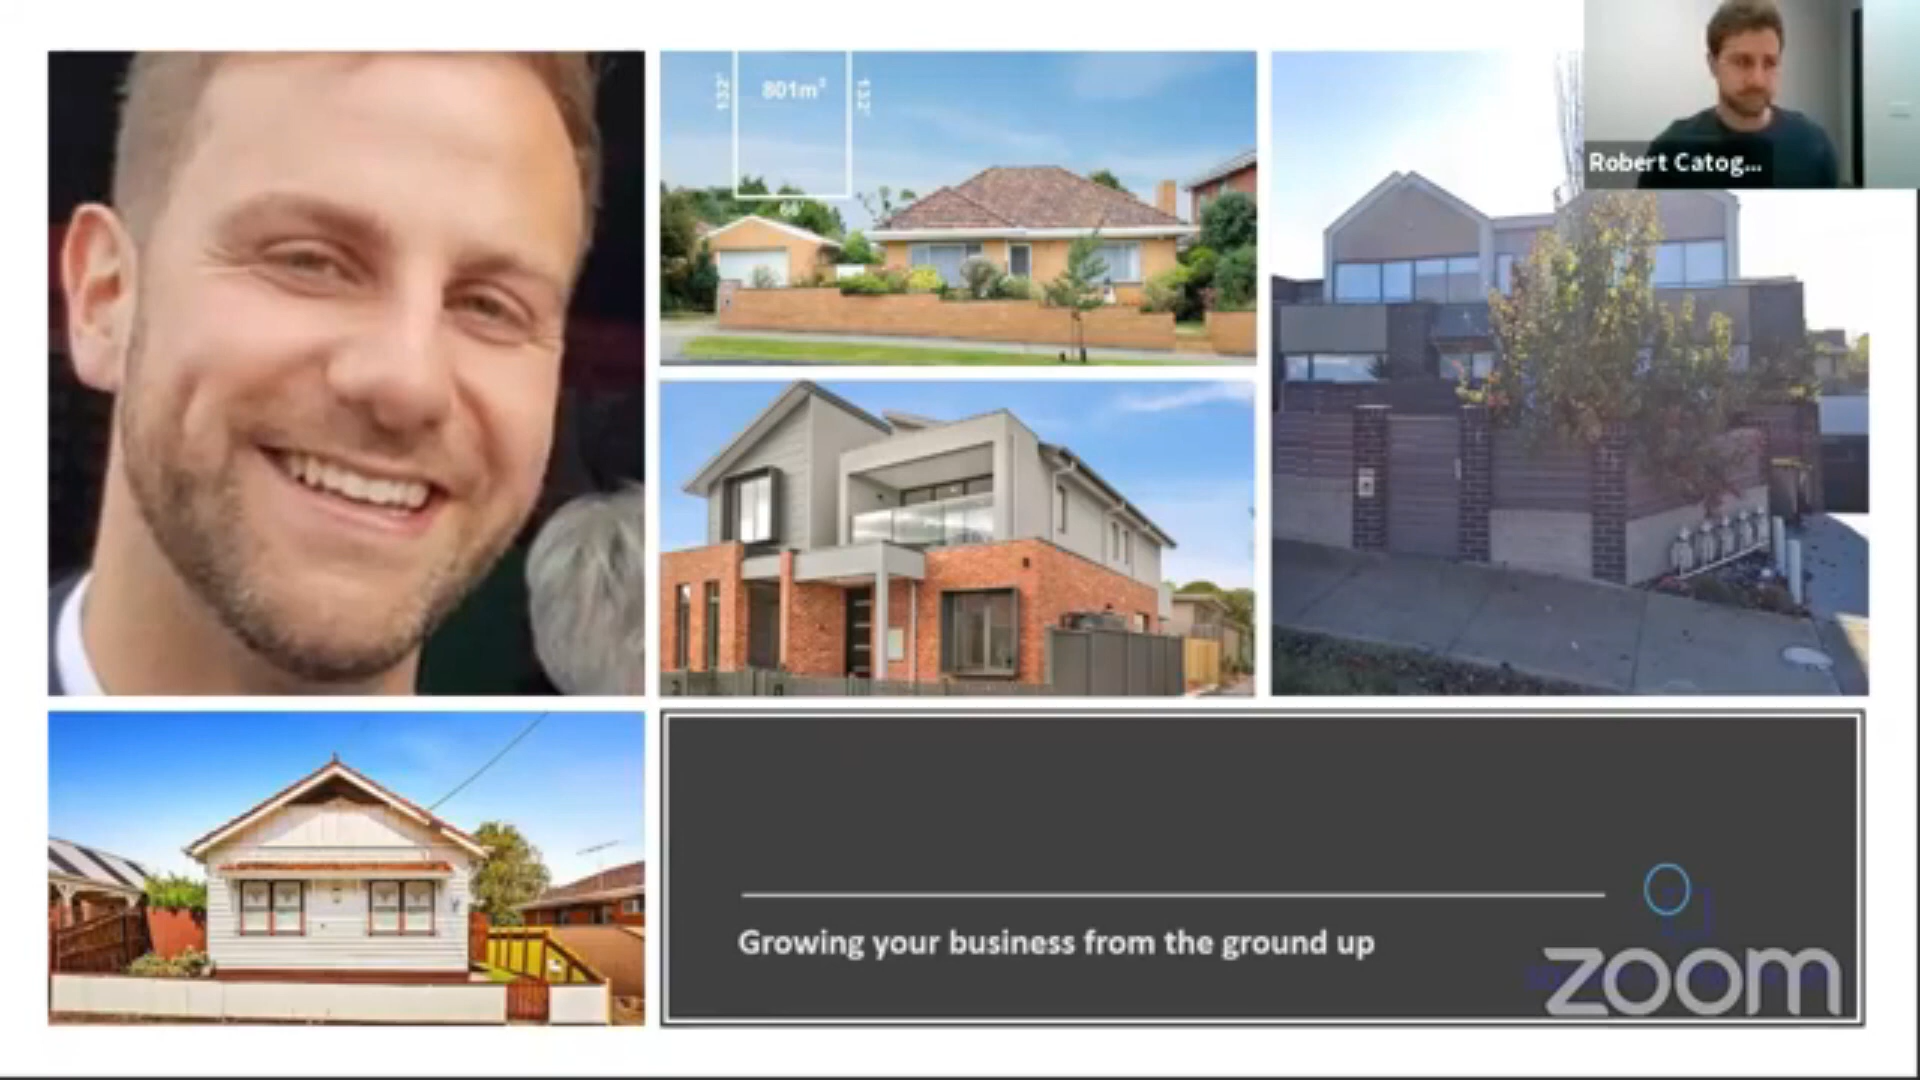 132'
801m²
132'
66'
Robert Catog...
Growing your business from the ground up
zoom